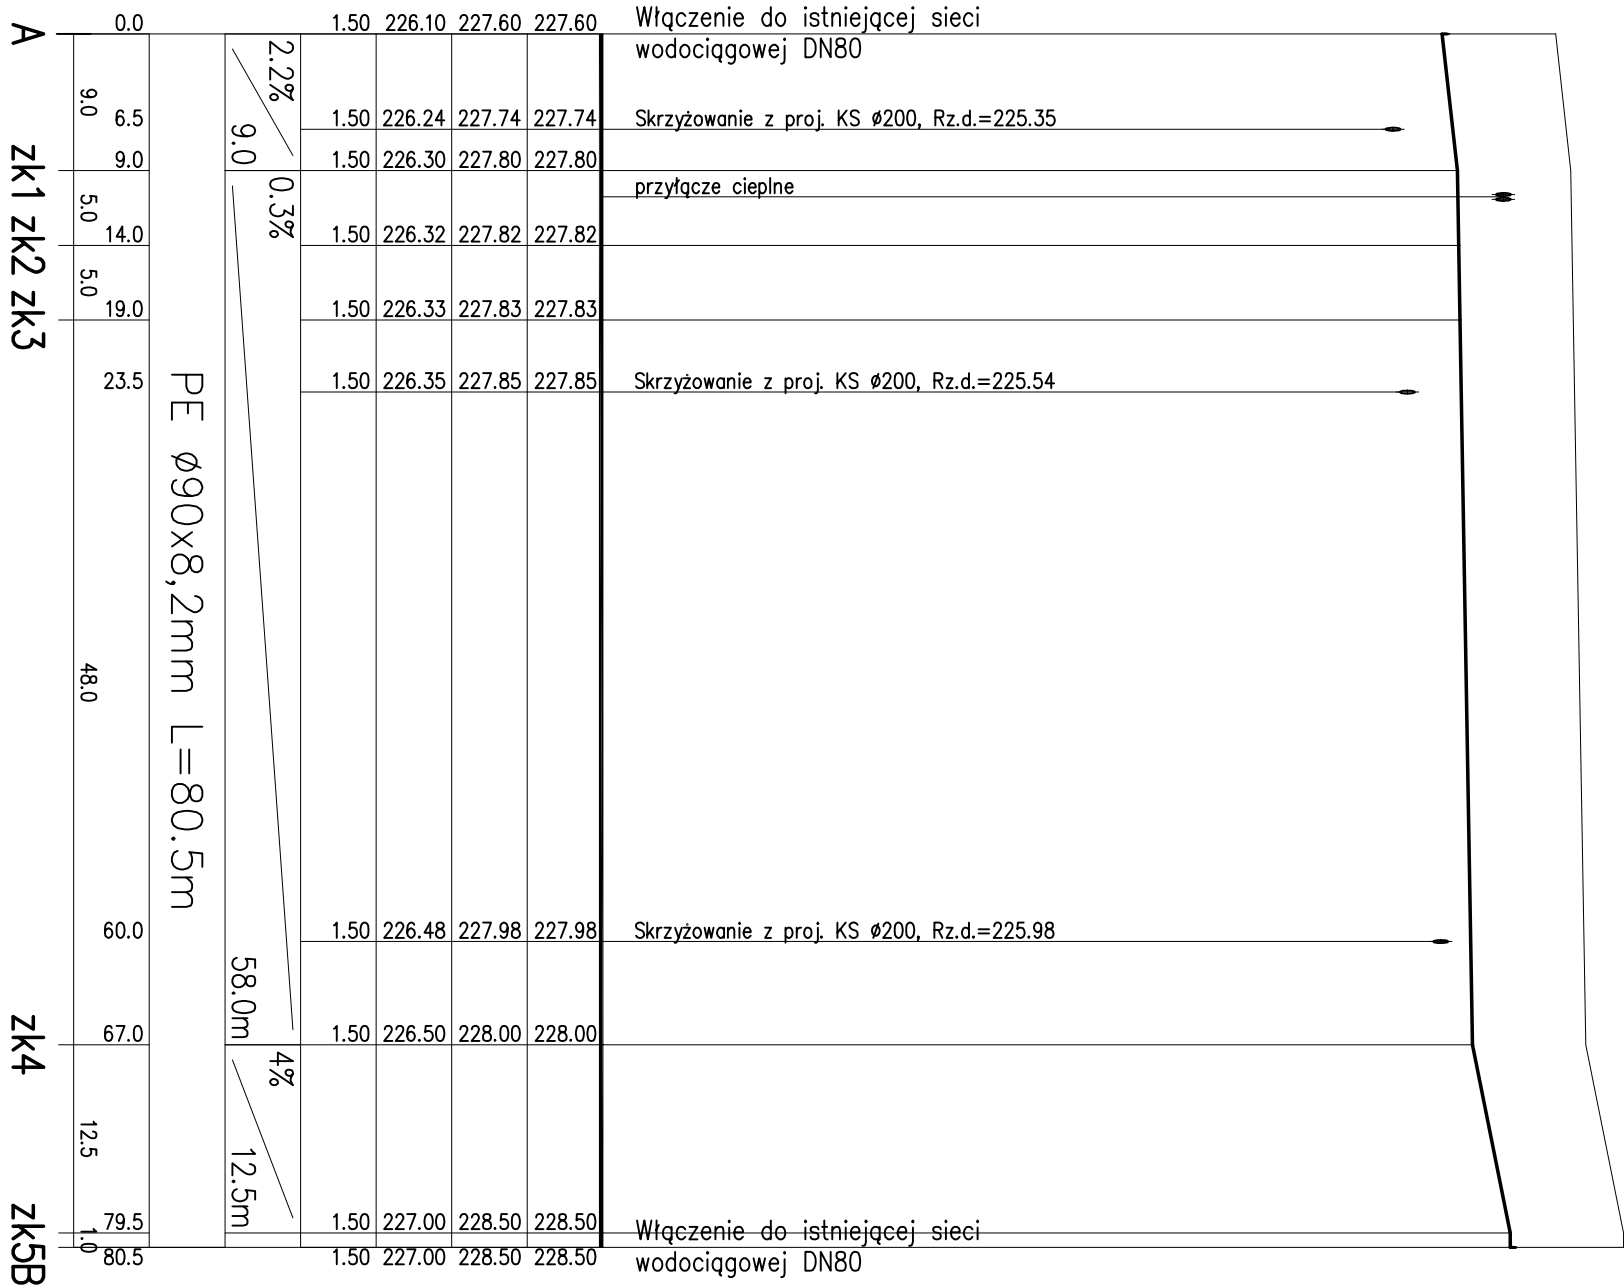 A
0.0
1.50 226.10 227.60 227.60
Włączenie do istniejącej sieci
wodociągowej DN80
2.2%
9.0
9.0
6.5
1.50 226.24 227.74 227.74
Skrzyżowanie z proj. KS ø200, Rz.d.=225.35
zk1
9.0
1.50 226.30 227.80 227.80
0.3%
58.0m
przyłącze cieplne
5.0
zk2
14.0
1.50 226.32 227.82 227.82
5.0
zk3
19.0
1.50 226.33 227.83 227.83
23.5
1.50 226.35 227.85 227.85
Skrzyżowanie z proj. KS ø200, Rz.d.=225.54
PE ø90x8,2mm L=80.5m
48.0
60.0
1.50 226.48 227.98 227.98
Skrzyżowanie z proj. KS ø200, Rz.d.=225.98
zk4
67.0
1.50 226.50 228.00 228.00
4%
12.5m
12.5
zk5
79.5
1.50 227.00 228.50 228.50
Włączenie do istniejącej sieci
wodociągowej DN80
1.0
B
80.5
1.50 227.00 228.50 228.50